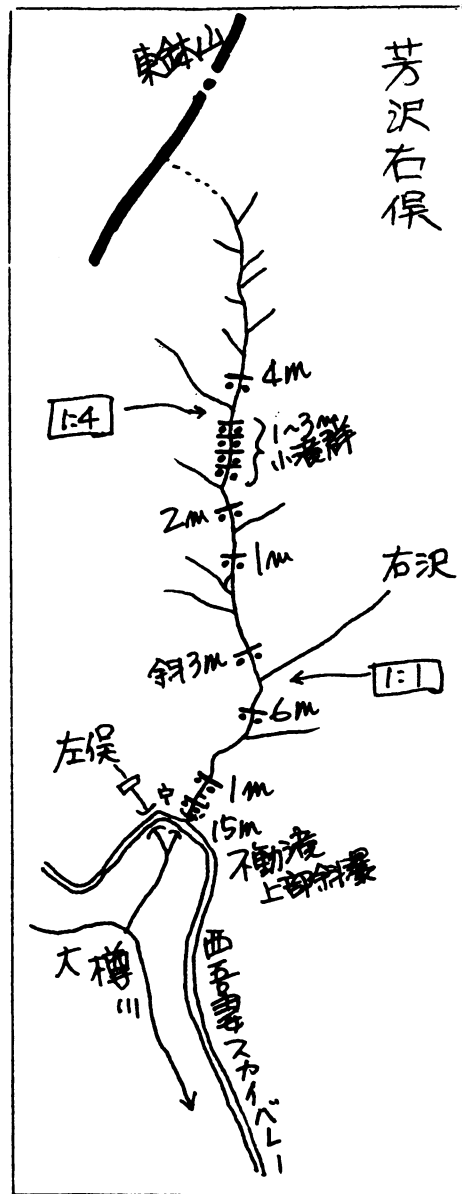 芳沢右俣
東鉢山
4m
1:4
1~3m
小滝群
2m
1m
右沢
斜3m
1:1
6m
左俣
1m
15m
不動滝
上部斜瀑
大樽川
西吾妻スカイバレー